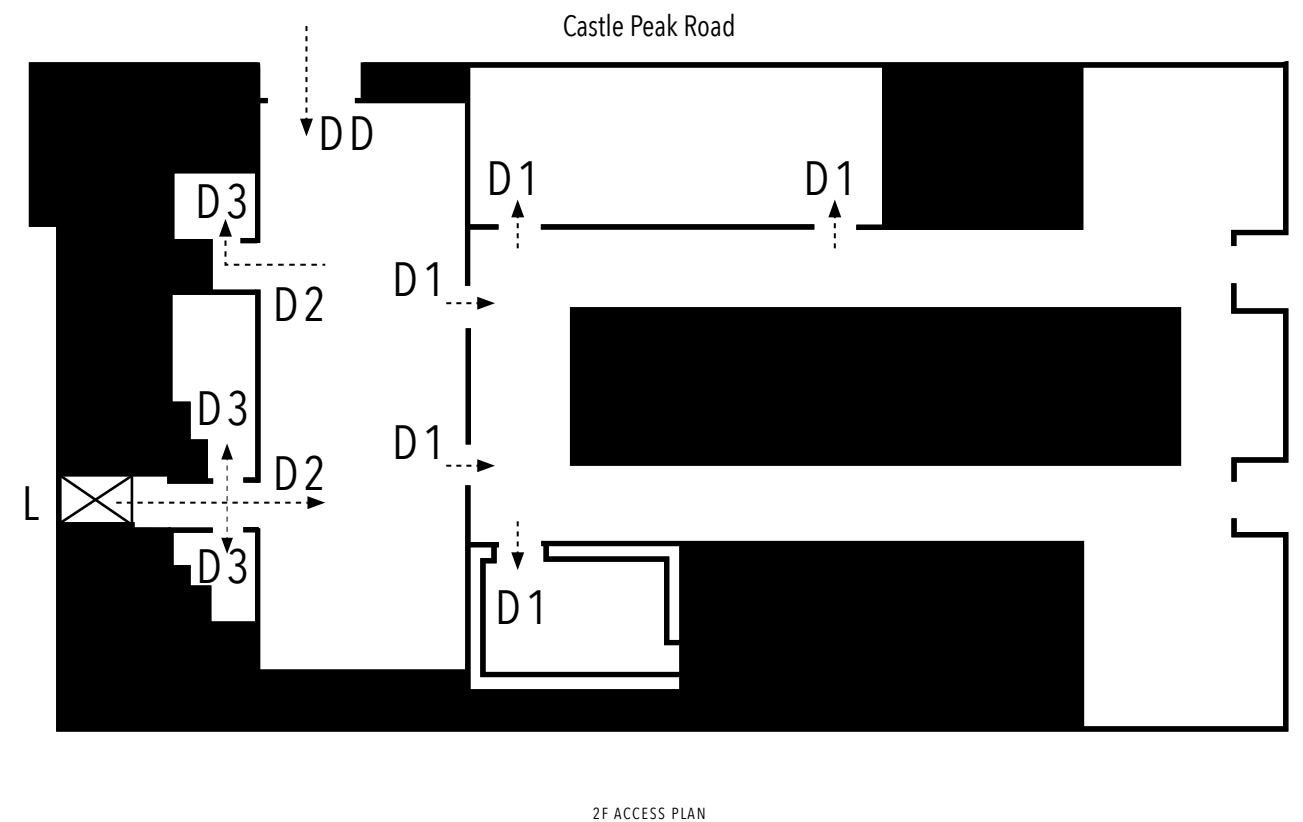 Castle Peak Road
DD
D1
D1
D3
D1
D2
D3
D1
D2
L
D3
D1
2F ACCESS PLAN